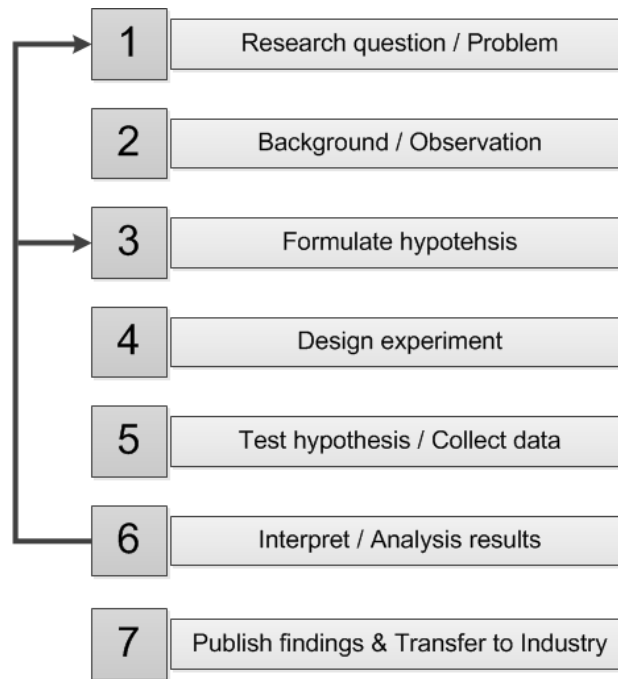 1 Research question / Problem
2 Background / Observation
3 Formulate hypotehsis
4 Design experiment
5 Test hypothesis / Collect data
6 Interpret / Analysis results
7 Publish findings & Transfer to Industry